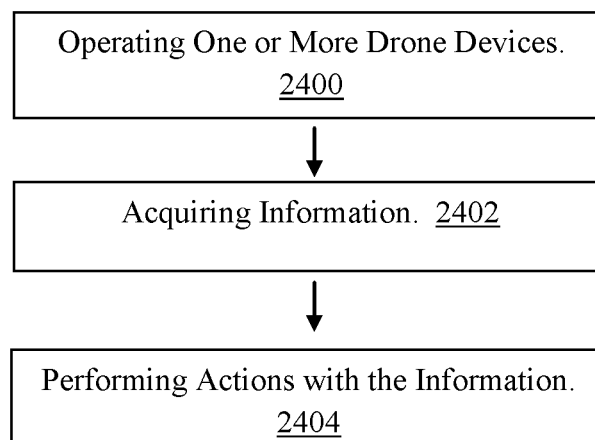 Operating One or More Drone Devices.
2400
Acquiring Information. 2402
Performing Actions with the Information.
2404